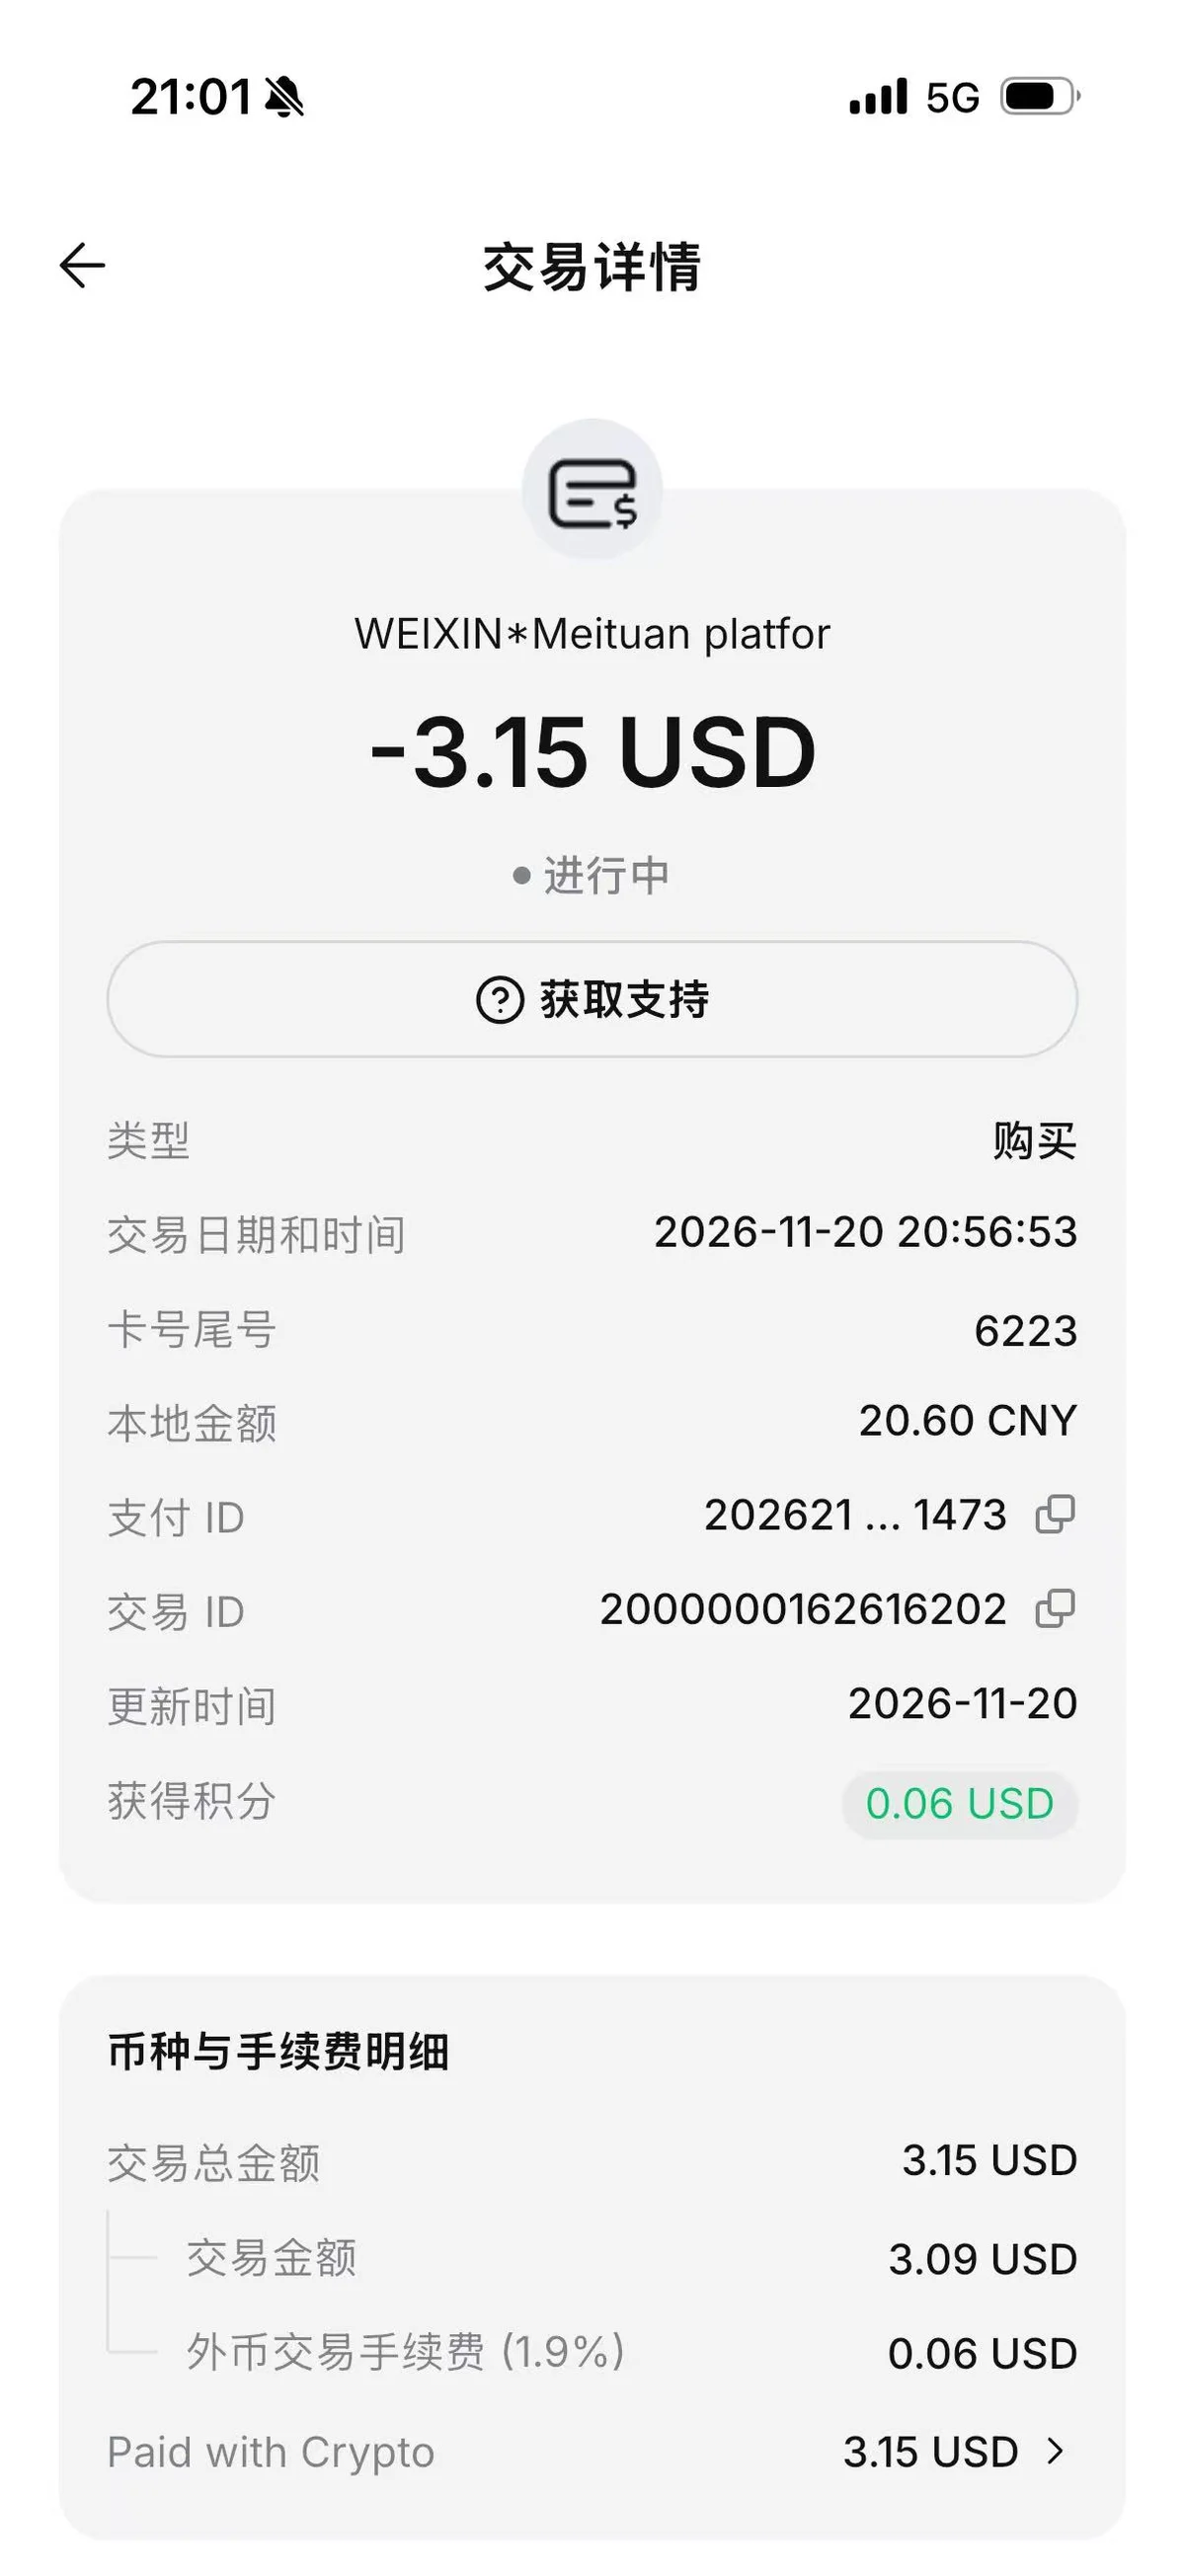 21:01 5G
交易详情
WEIXIN*Meituan platfor
-3.15 USD
进行中
获取支持
类型 购买
交易日期和时间 2026-11-20 20:56:53
卡号尾号 6223
本地金额 20.60 CNY
支付 ID 202621 ... 1473
交易 ID 2000000162616202
更新时间 2026-11-20
获得积分 0.06 USD
币种与手续费明细
交易总金额 3.15 USD
交易金额 3.09 USD
外币交易手续费 (1.9%) 0.06 USD
Paid with Crypto 3.15 USD